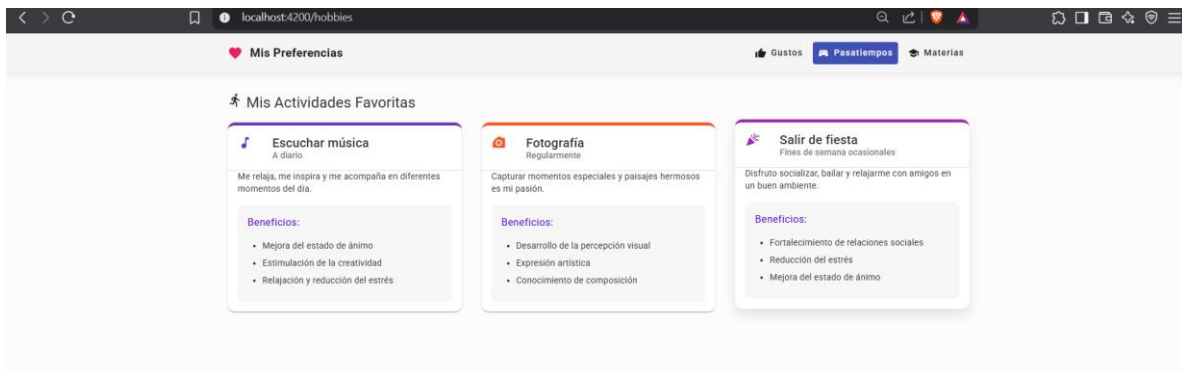 localhost:4200/hobbies
Mis Preferencias
Gustos
Pasatiempos
Materias
Mis Actividades Favoritas
Escuchar música
A diario
Me relaja, me inspira y me acompaña en diferentes
momentos del día.
Beneficios:
• Mejora del estado de ánimo
• Estimulación de la creatividad
• Relajación y reducción del estrés
Fotografía
Regularmente
Capturar momentos especiales y paisajes hermosos
es mi pasión.
Beneficios:
• Desarrollo de la percepción visual
• Expresión artística
• Conocimiento de composición
Salir de fiesta
Fines de semana ocasionales
Disfruto socializar, bailar y relajarme con amigos en
un buen ambiente.
Beneficios:
• Fortalecimiento de relaciones sociales
• Reducción del estrés
• Mejora del estado de ánimo